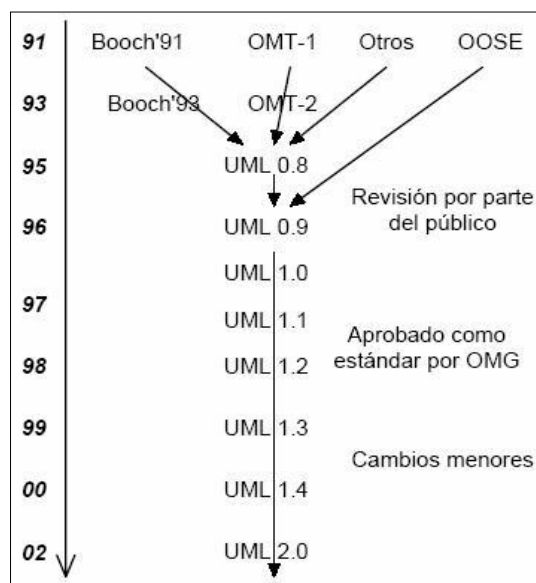 91 Booch'91 OMT-1 Otros OOSE
93 Booch'93 OMT-2
95 UML 0.8
Revisión por parte
del público
96 UML 0.9
UML 1.0
97 UML 1.1
Aprobado como
estándar por OMG
98 UML 1.2
99 UML 1.3
Cambios menores
00 UML 1.4
02 UML 2.0